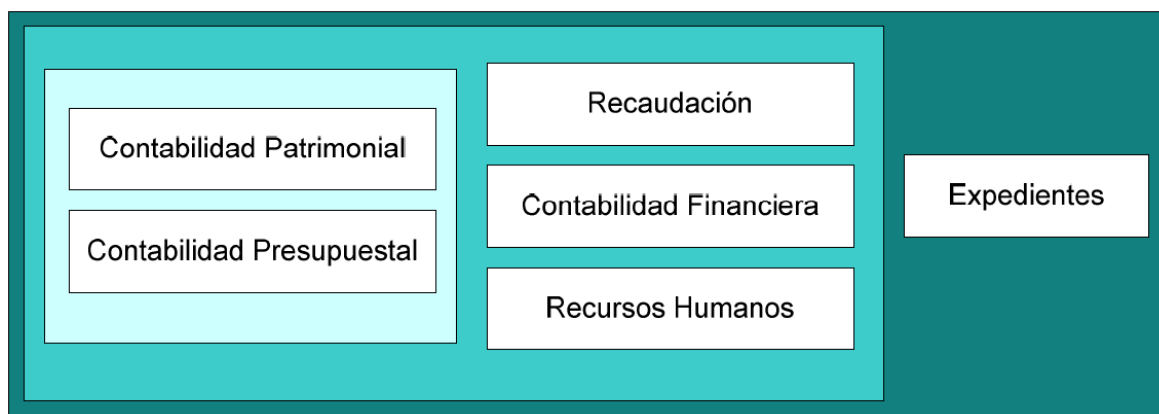 Contabilidad Patrimonial
Contabilidad Presupuestal
Recaudación
Contabilidad Financiera
Recursos Humanos
Expedientes